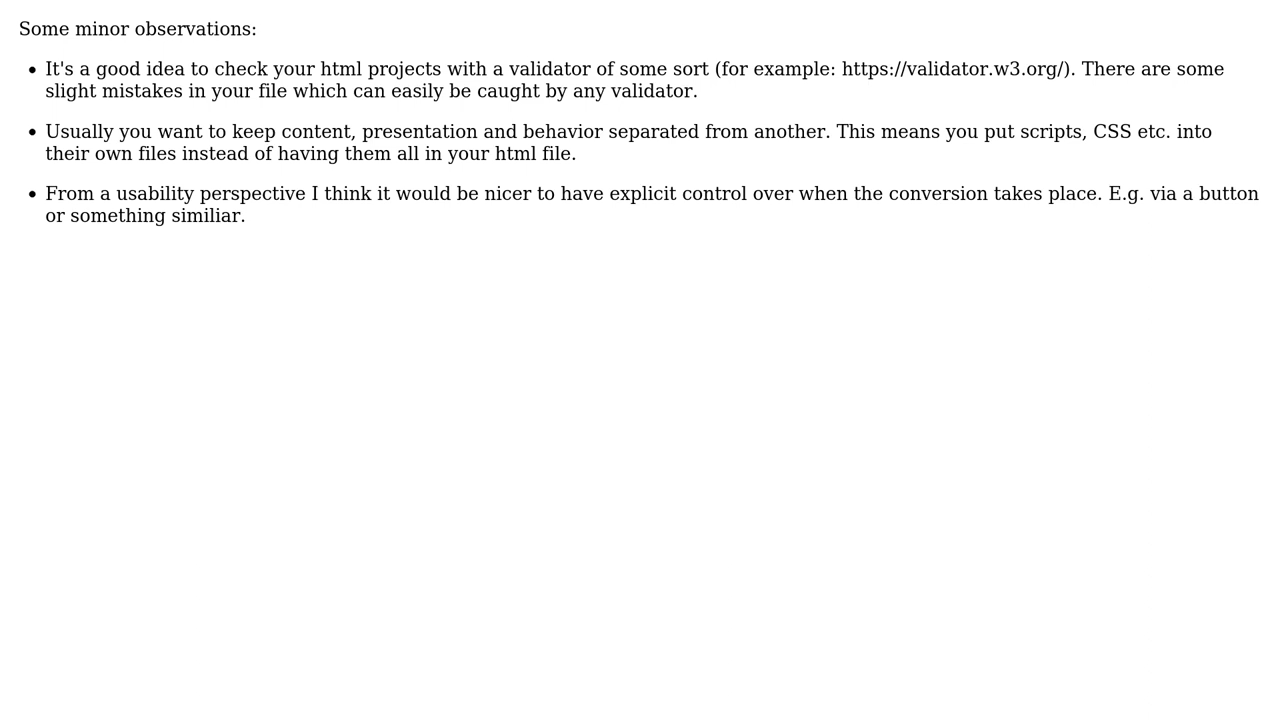 Some minor observations:
• It's a good idea to check your html projects with a validator of some sort (for example: https://validator.w3.org/). There are some
slight mistakes in your file which can easily be caught by any validator.
• Usually you want to keep content, presentation and behavior separated from another. This means you put scripts, CSS etc. into
their own files instead of having them all in your html file.
• From a usability perspective I think it would be nicer to have explicit control over when the conversion takes place. E.g. via a button
or something similiar.